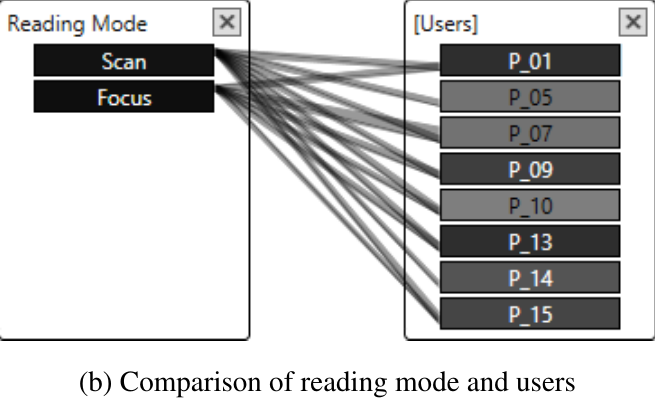 Reading Mode
Scan
Focus
[Users]
P_01
P_05
P_07
P_09
P_10
P_13
P_14
P_15
(b) Comparison of reading mode and users